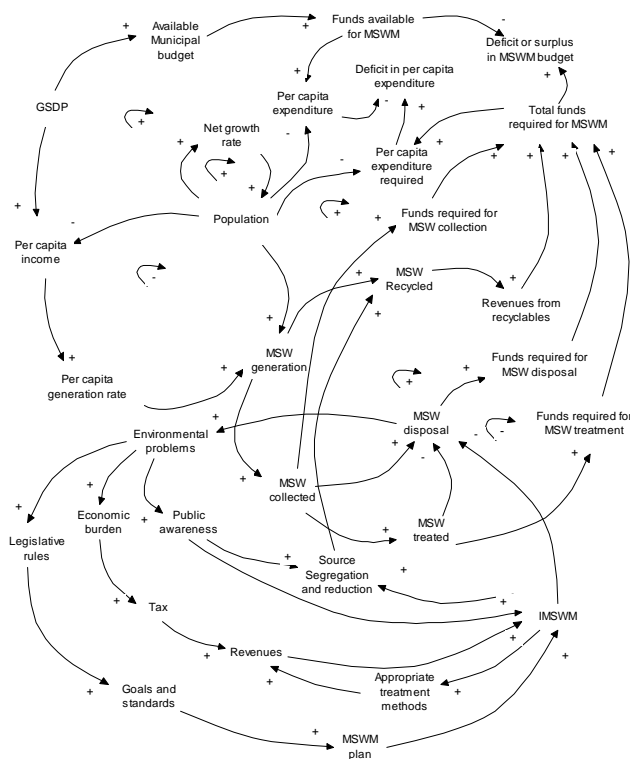 Available
Municipal
budget
Funds available
for MSWM
Deficit or surplus
in MSWM budget
Deficit in per capita
expenditure
GSDP
Per capita
expenditure
Total funds
required for MSWM
Net growth
rate
Per capita
expenditure
required
Population
Funds required for
MSW collection
Per capita
income
MSW
Recycled
Revenues from
recyclables
MSW
generation
Funds required for
MSW disposal
Per capita
generation rate
MSW
disposal
Funds required for
MSW treatment
Environmental
problems
MSW
collected
Economic
burden
Public
awareness
MSW
treated
Legislative
rules
Source
Segregation
and reduction
Tax
IMSWM
Revenues
Appropriate
treatment
methods
Goals and
standards
MSWM
plan